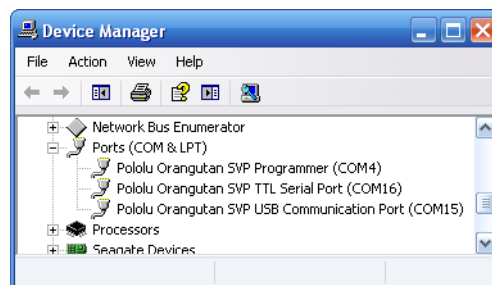 Device Manager
File Action View Help
Network Bus Enumerator
Ports (COM & LPT)
Pololu Orangutan SVP Programmer (COM4)
Pololu Orangutan SVP TTL Serial Port (COM16)
Pololu Orangutan SVP USB Communication Port (COM15)
Processors
Seagate Devices